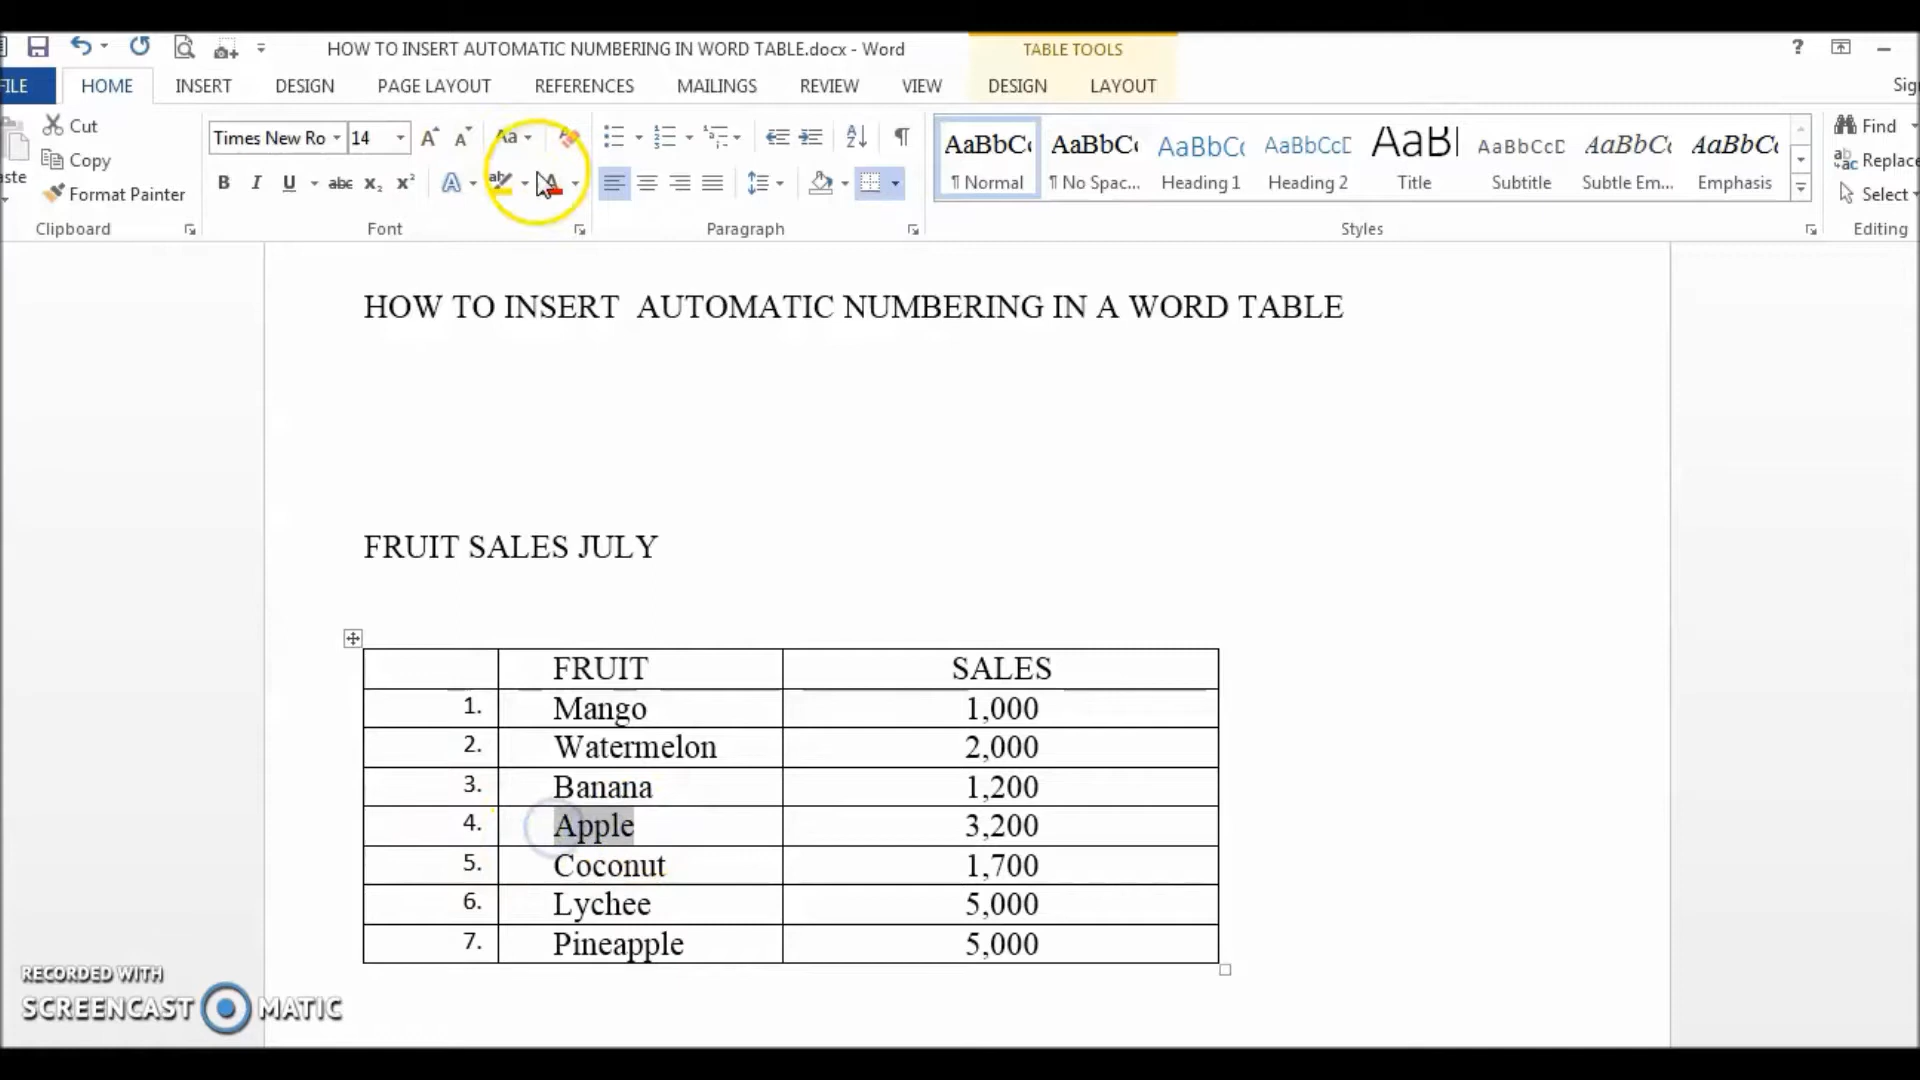 HOW TO INSERT AUTOMATIC NUMBERING IN WORD TABLE.docx - Word
TABLE TOOLS
?
FILE
HOME
INSERT
DESIGN
PAGE LAYOUT
REFERENCES
MAILINGS
REVIEW
VIEW
DESIGN
LAYOUT
Sig
Cut
Copy
Format Painter
Clipboard
Times New Ro
14
Font
Paragraph
AaBbCc
¶ Normal
AaBbCc
¶ No Spac...
AaBbCc
Heading 1
AaBbCcD
Heading 2
AaBl
Title
AaBbCcD
Subtitle
AaBbCc
Subtle Em...
AaBbCc
Emphasis
Styles
Find
Replace
Select
Editing
HOW TO INSERT AUTOMATIC NUMBERING IN A WORD TABLE
FRUIT SALES JULY
FRUIT SALES
1. Mango 1,000
2. Watermelon 2,000
3. Banana 1,200
4. Apple 3,200
5. Coconut 1,700
6. Lychee 5,000
7. Pineapple 5,000
RECORDED WITH
SCREENCAST MATIC